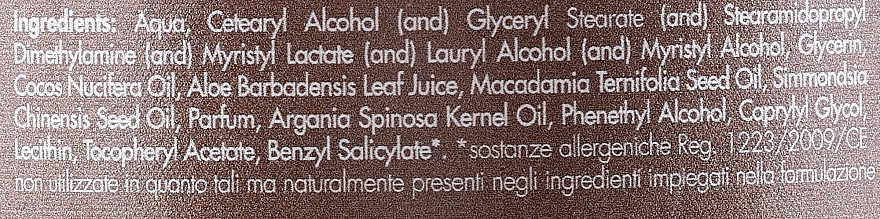 Ingredients: Aqua, Cetearyl Alcohol (and) Glyceryl Stearate (and) Stearamidopropyl
Dimethylamine (and) Myristyl Lactate (and) Lauryl Alcohol (and) Myristyl Alcohol, Glycerin,
Cocos Nucifera Oil, Aloe Barbadensis Leaf Juice, Macadamia Ternifolia Seed Oil, Simmondsia
Chinensis Seed Oil, Parfum, Argania Spinosa Kernel Oil, Phenethyl Alcohol, Caprylyl Glycol,
Lecithin, Tocopheryl Acetate, Benzyl Salicylate*. *sostanze allergeniche Reg. 1223/2009/CE
non utilizzate in quanto tali ma naturalmente presenti negli ingredienti impiegati nella formulazione